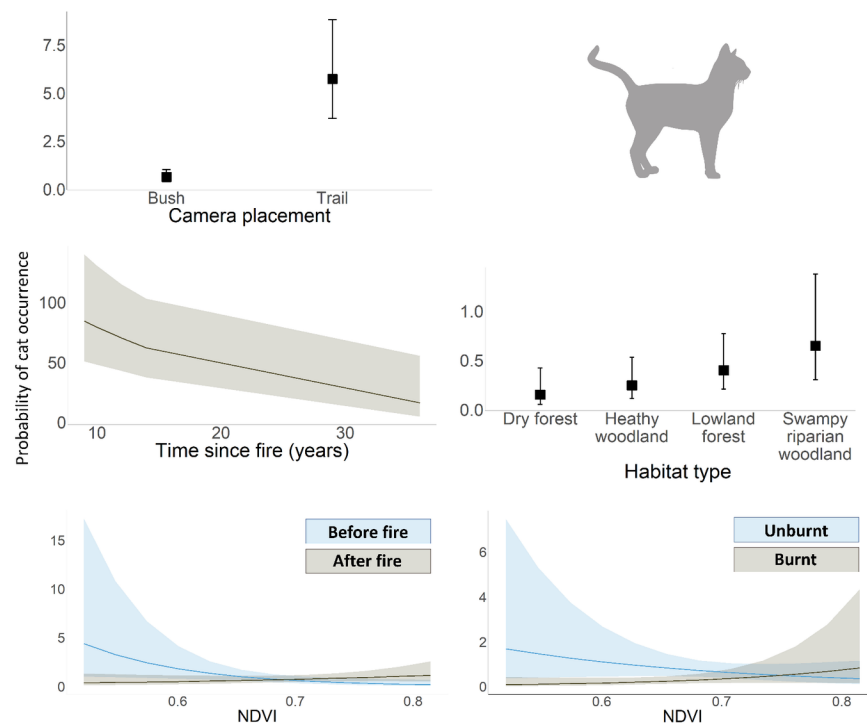 7.5
5.0
2.5
0.0
Bush
Trail
Camera placement
Probability of cat occurrence
100
50
0
10
20
30
Time since fire (years)
1.0
0.5
0.0
Dry forest
Heathy
woodland
Lowland
forest
Swampy
riparian
woodland
Habitat type
15
10
5
0
Before fire
After fire
0.6
0.7
0.8
NDVI
6
4
2
0
Unburnt
Burnt
0.6
0.7
0.8
NDVI